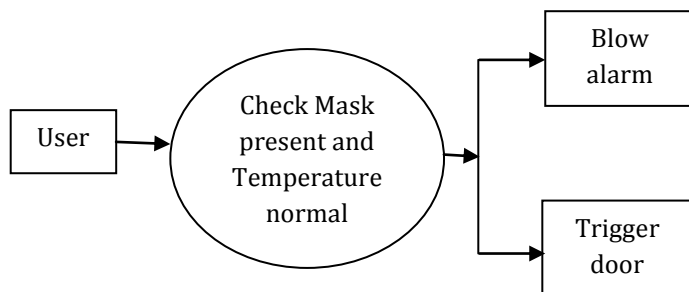 User
Check Mask
present and
Temperature
normal
Blow
alarm
Trigger
door